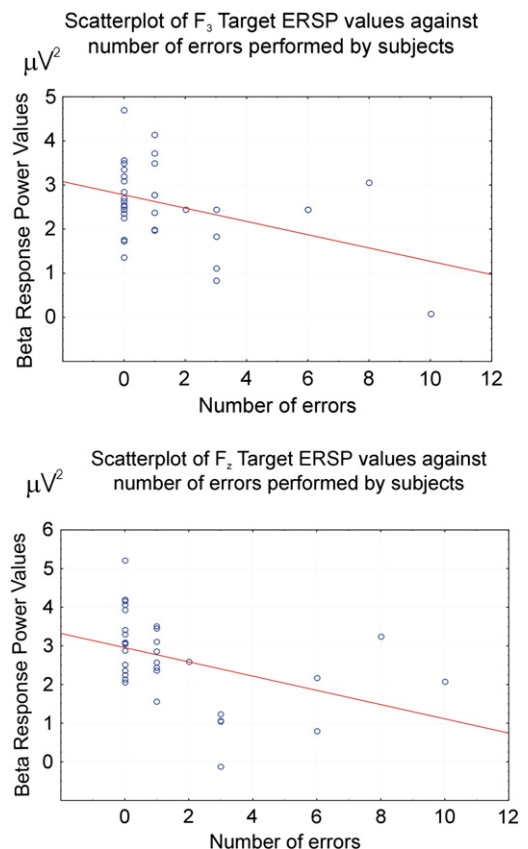 Scatterplot of F₃ Target ERSP values against
number of errors performed by subjects
μV²
Beta Response Power Values
5
4
3
2
1
0
0 2 4 6 8 10 12
Number of errors
Scatterplot of F_z Target ERSP values against
number of errors performed by subjects
μV²
Beta Response Power Values
6
5
4
3
2
1
0
0 2 4 6 8 10 12
Number of errors